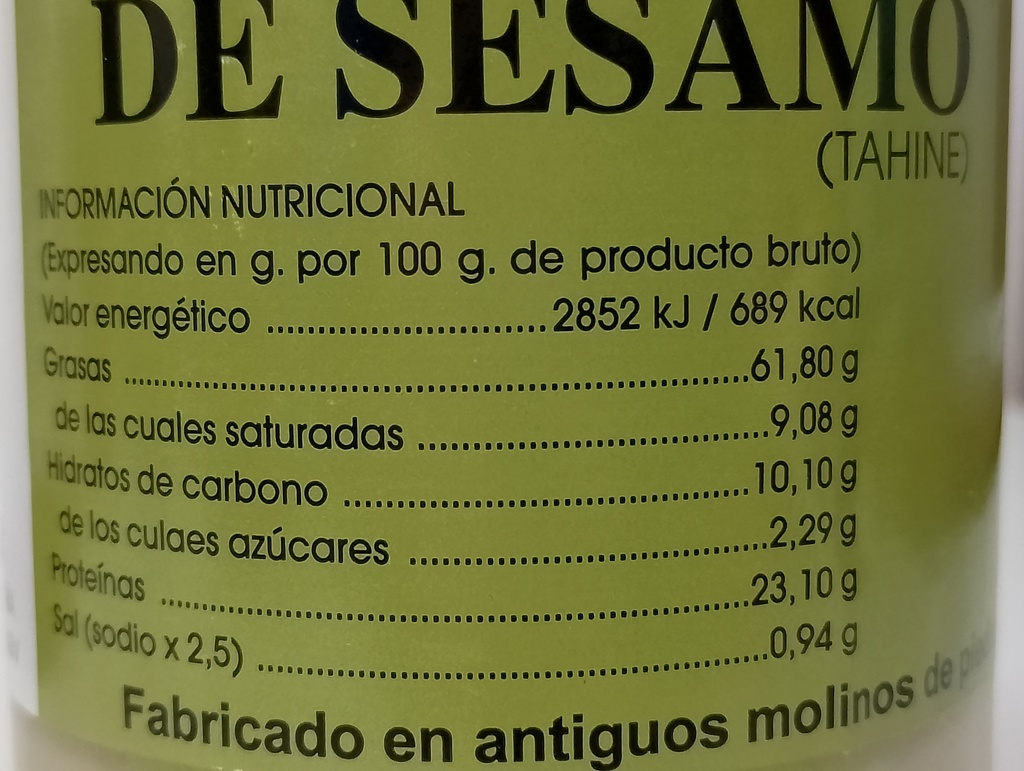 DE SESAMO
(TAHINE)
INFORMACIÓN NUTRICIONAL
(Expresando en g. por 100 g. de producto bruto)
Valor energético ............................ 2852 kJ / 689 kcal
Grasas ................................................................61,80 g
de las cuales saturadas ....................................9,08 g
Hidratos de carbono .......................................... 10,10 g
de los culaes azúcares .....................................2,29 g
Proteínas .............................................................23,10 g
Sal (sodio x 2,5) ....................................................0,94 g
Fabricado en antiguos molinos de